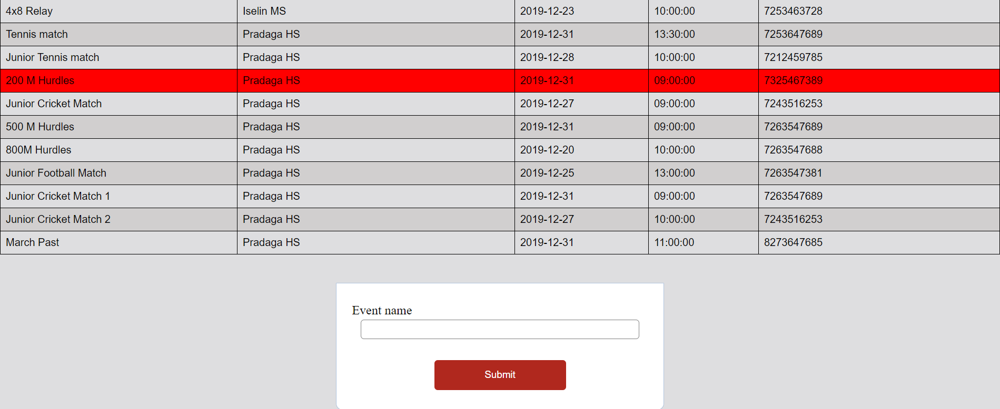 4x8 Relay Iselin MS 2019-12-23 10:00:00 7253463728
Tennis match Pradaga HS 2019-12-31 13:30:00 7253647689
Junior Tennis match Pradaga HS 2019-12-28 10:00:00 7212459785
200 M Hurdles Pradaga HS 2019-12-31 09:00:00 7325467389
Junior Cricket Match Pradaga HS 2019-12-27 09:00:00 7243516253
500 M Hurdles Pradaga HS 2019-12-31 09:00:00 7263547689
800M Hurdles Pradaga HS 2019-12-20 10:00:00 7263547688
Junior Football Match Pradaga HS 2019-12-25 13:00:00 7263547381
Junior Cricket Match 1 Pradaga HS 2019-12-31 09:00:00 7263547689
Junior Cricket Match 2 Pradaga HS 2019-12-27 10:00:00 7243516253
March Past Pradaga HS 2019-12-31 11:00:00 8273647685
Event name
Submit